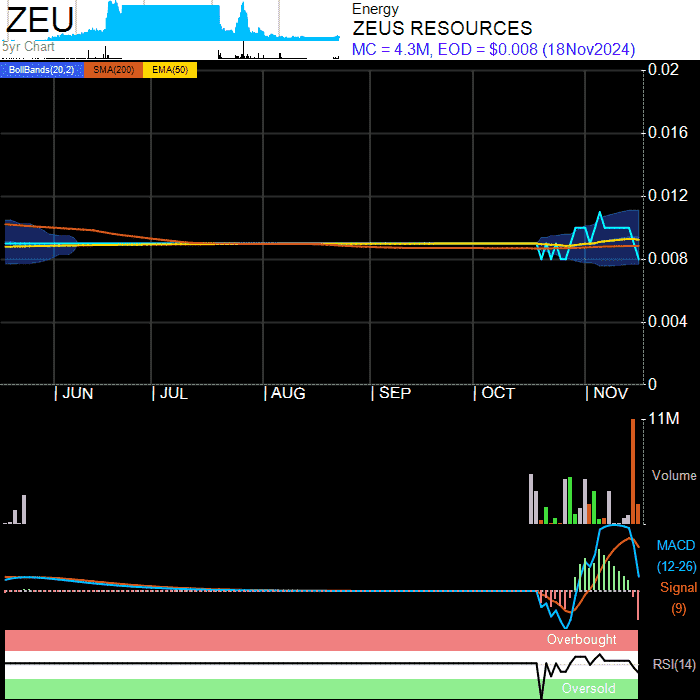 ZEU
5yr Chart
Energy
ZEUS RESOURCES
MC = 4.3M, EOD = $0.008 (18Nov2024)
BollBands(20,2) SMA(200) EMA(50)
0.02
0.016
0.012
0.008
0.004
0
JUN JUL AUG SEP OCT NOV
11M
Volume
MACD
(12-26)
Signal
(9)
Overbought
RSI(14)
Oversold